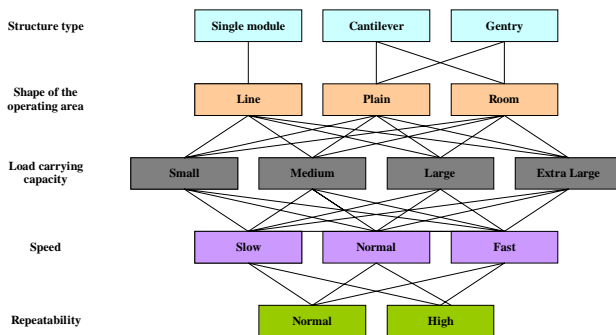 Structure type
Single module
Cantilever
Gentry
Shape of the
operating area
Line
Plain
Room
Load carrying
capacity
Small
Medium
Large
Extra Large
Speed
Slow
Normal
Fast
Repeatability
Normal
High